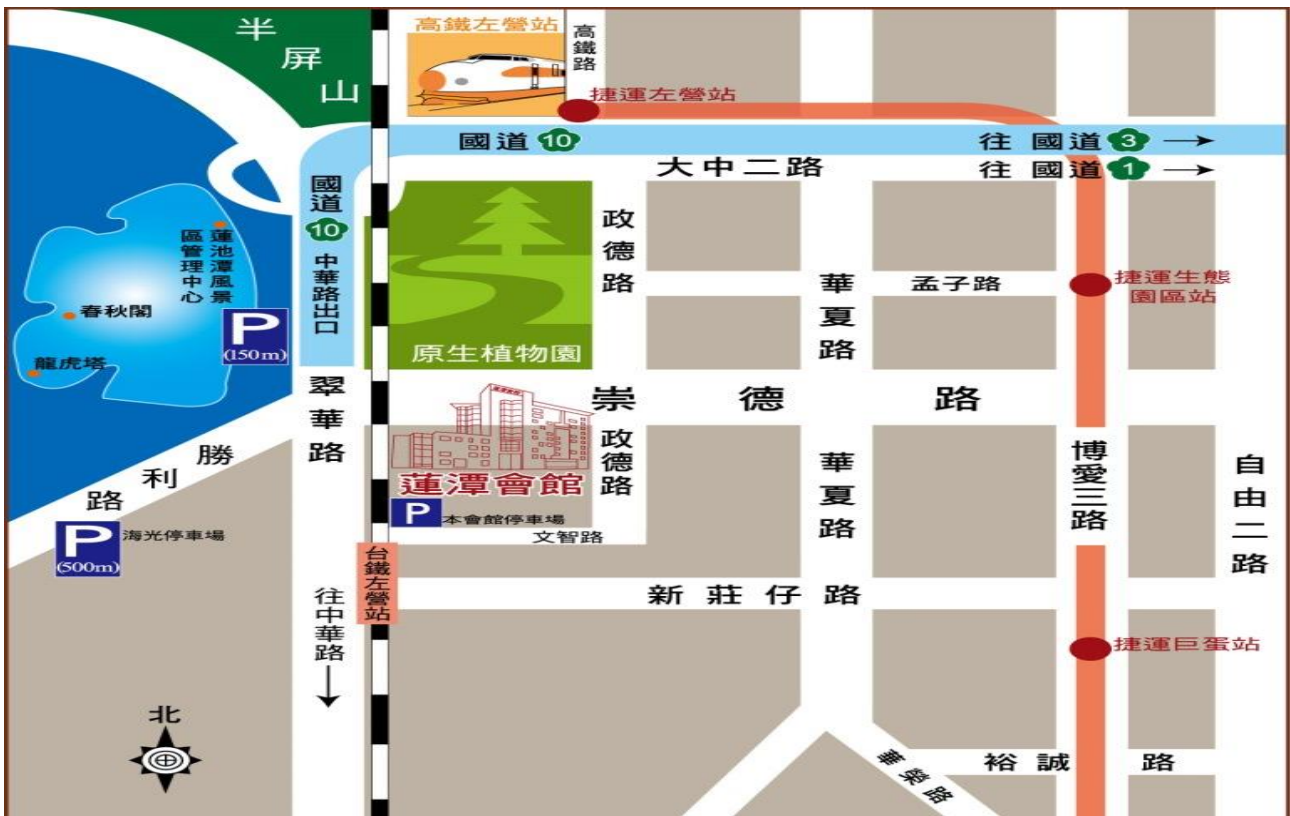 半
屏
山
高鐵左營站
高鐵路
捷運左營站
國道 10
往 國道 3 →
大中二路
往 國道 1 →
國道 10 中華路出口
蓮池潭風景
區管理中心
春秋閣
龍虎塔
P
(150m)
政德路
華夏路
孟子路
捷運生態
園區站
原生植物園
翠華路
崇德路
勝利路
蓮潭會館
政德路
華夏路
博愛三路
自由二路
P 本會館停車場
文智路
P 海光停車場
(500m)
台鐵左營站
往中華路
新莊仔路
捷運巨蛋站
北
華榮路
裕誠路